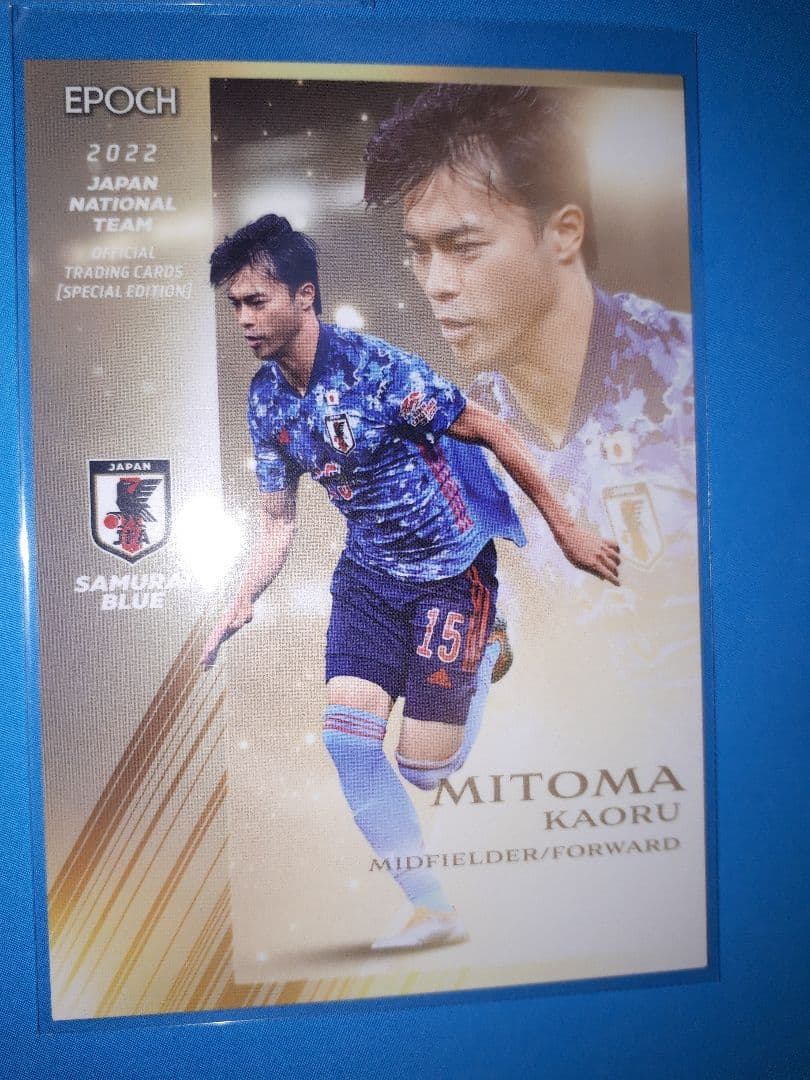 EPOCH
2022
JAPAN
NATIONAL
TEAM
OFFICIAL
TRADING CARDS
[SPECIAL EDITION]
JAPAN
JFA
SAMURAI
BLUE
15
MITOMA
KAORU
MIDFIELDER/FORWARD